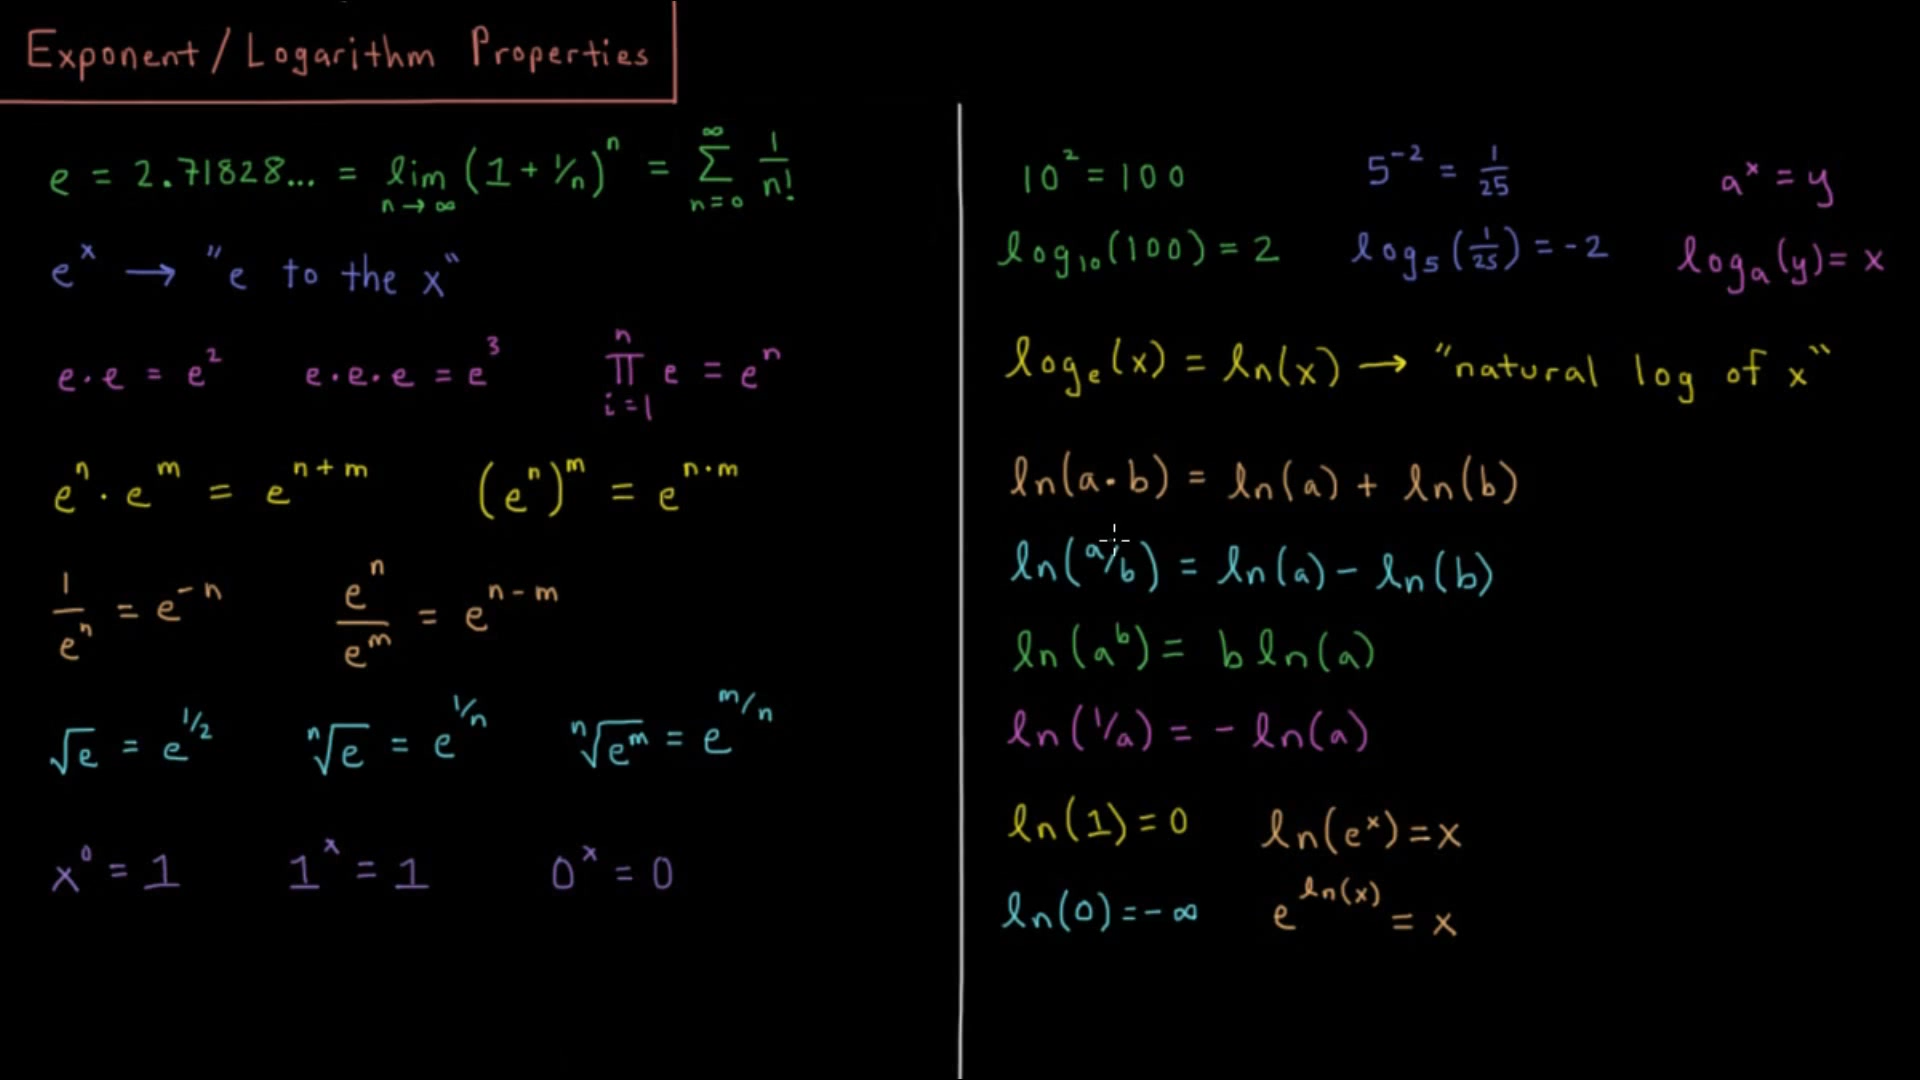 Exponent / Logarithm Properties
e = 2.71828... = lim n→∞ (1 + 1/n)^n = ∑ n=0 ∞ 1/n!
e^x → "e to the x"
e·e = e^2 e·e·e = e^3 ∏ i=1 n e = e^n
e^n · e^m = e^(n+m) (e^n)^m = e^(n·m)
1/e^n = e^(-n) e^n/e^m = e^(n-m)
√e = e^(1/2) ⁿ√e = e^(1/n) ⁿ√e^m = e^(m/n)
x^0 = 1 1^x = 1 0^x = 0
10^2 = 100 5^(-2) = 1/25 a^x = y
log₁₀(100) = 2 log₅(1/25) = -2 logₐ(y) = x
logₑ(x) = ln(x) → "natural log of x"
ln(a·b) = ln(a) + ln(b)
ln(a/b) = ln(a) - ln(b)
ln(a^b) = b ln(a)
ln(1/a) = - ln(a)
ln(1) = 0 ln(e^x) = x
ln(0) = -∞ e^(ln(x)) = x